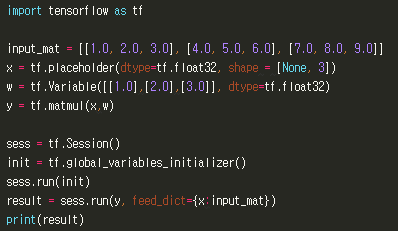 import tensorflow as tf
input_mat = [[1.0, 2.0, 3.0], [4.0, 5.0, 6.0], [7.0, 8.0, 9.0]]
x = tf.placeholder(dtype=tf.float32, shape = [None, 3])
w = tf.Variable([[1.0],[2.0],[3.0]], dtype=tf.float32)
y = tf.matmul(x,w)
sess = tf.Session()
init = tf.global_variables_initializer()
sess.run(init)
result = sess.run(y, feed_dict={x:input_mat})
print(result)